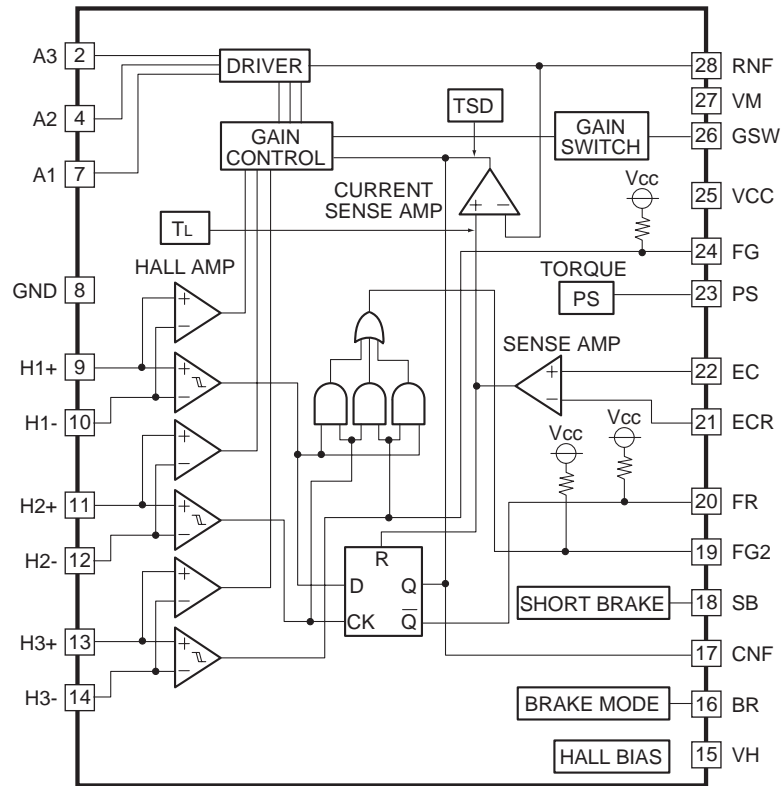 A3 2
A2 4
A1 7
GND 8
H1+ 9
H1- 10
H2+ 11
H2- 12
H3+ 13
H3- 14
DRIVER
GAIN
CONTROL
TSD
GAIN
SWITCH
CURRENT
SENSE AMP
+ −
TL
HALL AMP
+
−
+
−
+
−
+
−
+
−
+
−
Vcc
TORQUE
PS
SENSE AMP
+
−
Vcc
Vcc
R
D Q
CK Q
SHORT BRAKE
BRAKE MODE
HALL BIAS
28 RNF
27 VM
26 GSW
25 VCC
24 FG
23 PS
22 EC
21 ECR
20 FR
19 FG2
18 SB
17 CNF
16 BR
15 VH